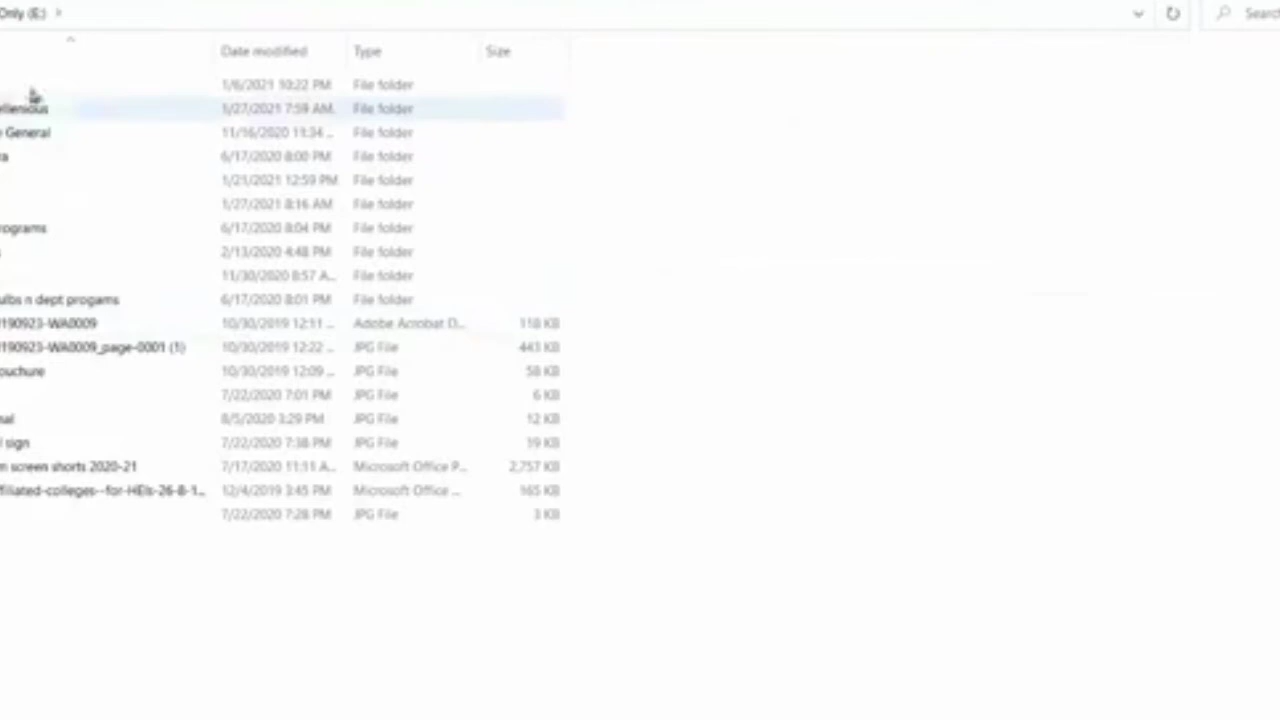 Only (E:) >
Search
Date modified Type Size
1/6/2021 10:22 PM File folder
ellenious 1/27/2021 7:59 AM File folder
General 11/16/2020 11:34 ... File folder
ra 6/17/2020 8:00 PM File folder
1/21/2021 12:59 PM File folder
1/27/2021 8:16 AM File folder
rograms 6/17/2020 8:04 PM File folder
2/13/2020 4:48 PM File folder
11/30/2020 8:57 A... File folder
ulbs n dept progams 6/17/2020 8:01 PM File folder
190923-WA0009 10/30/2019 12:11 ... Adobe Acrobat D... 118 KB
190923-WA0009_page-0001 (1) 10/30/2019 12:22 ... JPG File 443 KB
ouchure 10/30/2019 12:09 ... JPG File 58 KB
7/22/2020 7:01 PM JPG File 6 KB
nal 8/5/2020 3:29 PM JPG File 12 KB
l sign 7/22/2020 7:38 PM JPG File 19 KB
m screen shorts 2020-21 7/17/2020 11:11 A... Microsoft Office P... 2,757 KB
ffiliated-colleges--for-HEIs-26-8-1... 12/4/2019 3:45 PM Microsoft Office ... 165 KB
7/22/2020 7:28 PM JPG File 3 KB